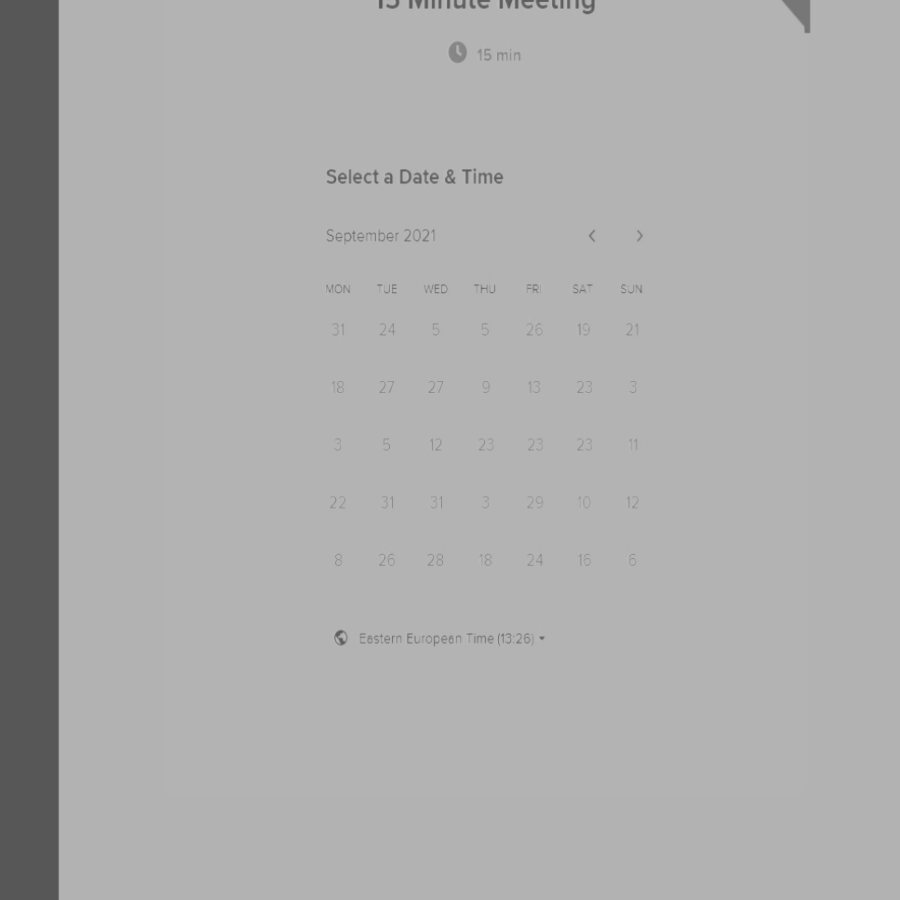 15 Minute Meeting
15 min
Select a Date & Time
September 2021
MON TUE WED THU FRI SAT SUN
31 24 5 5 26 19 21
18 27 27 9 13 23 3
3 5 12 23 23 23 11
22 31 31 3 29 10 12
8 26 28 18 24 16 6
Eastern European Time (13:26)